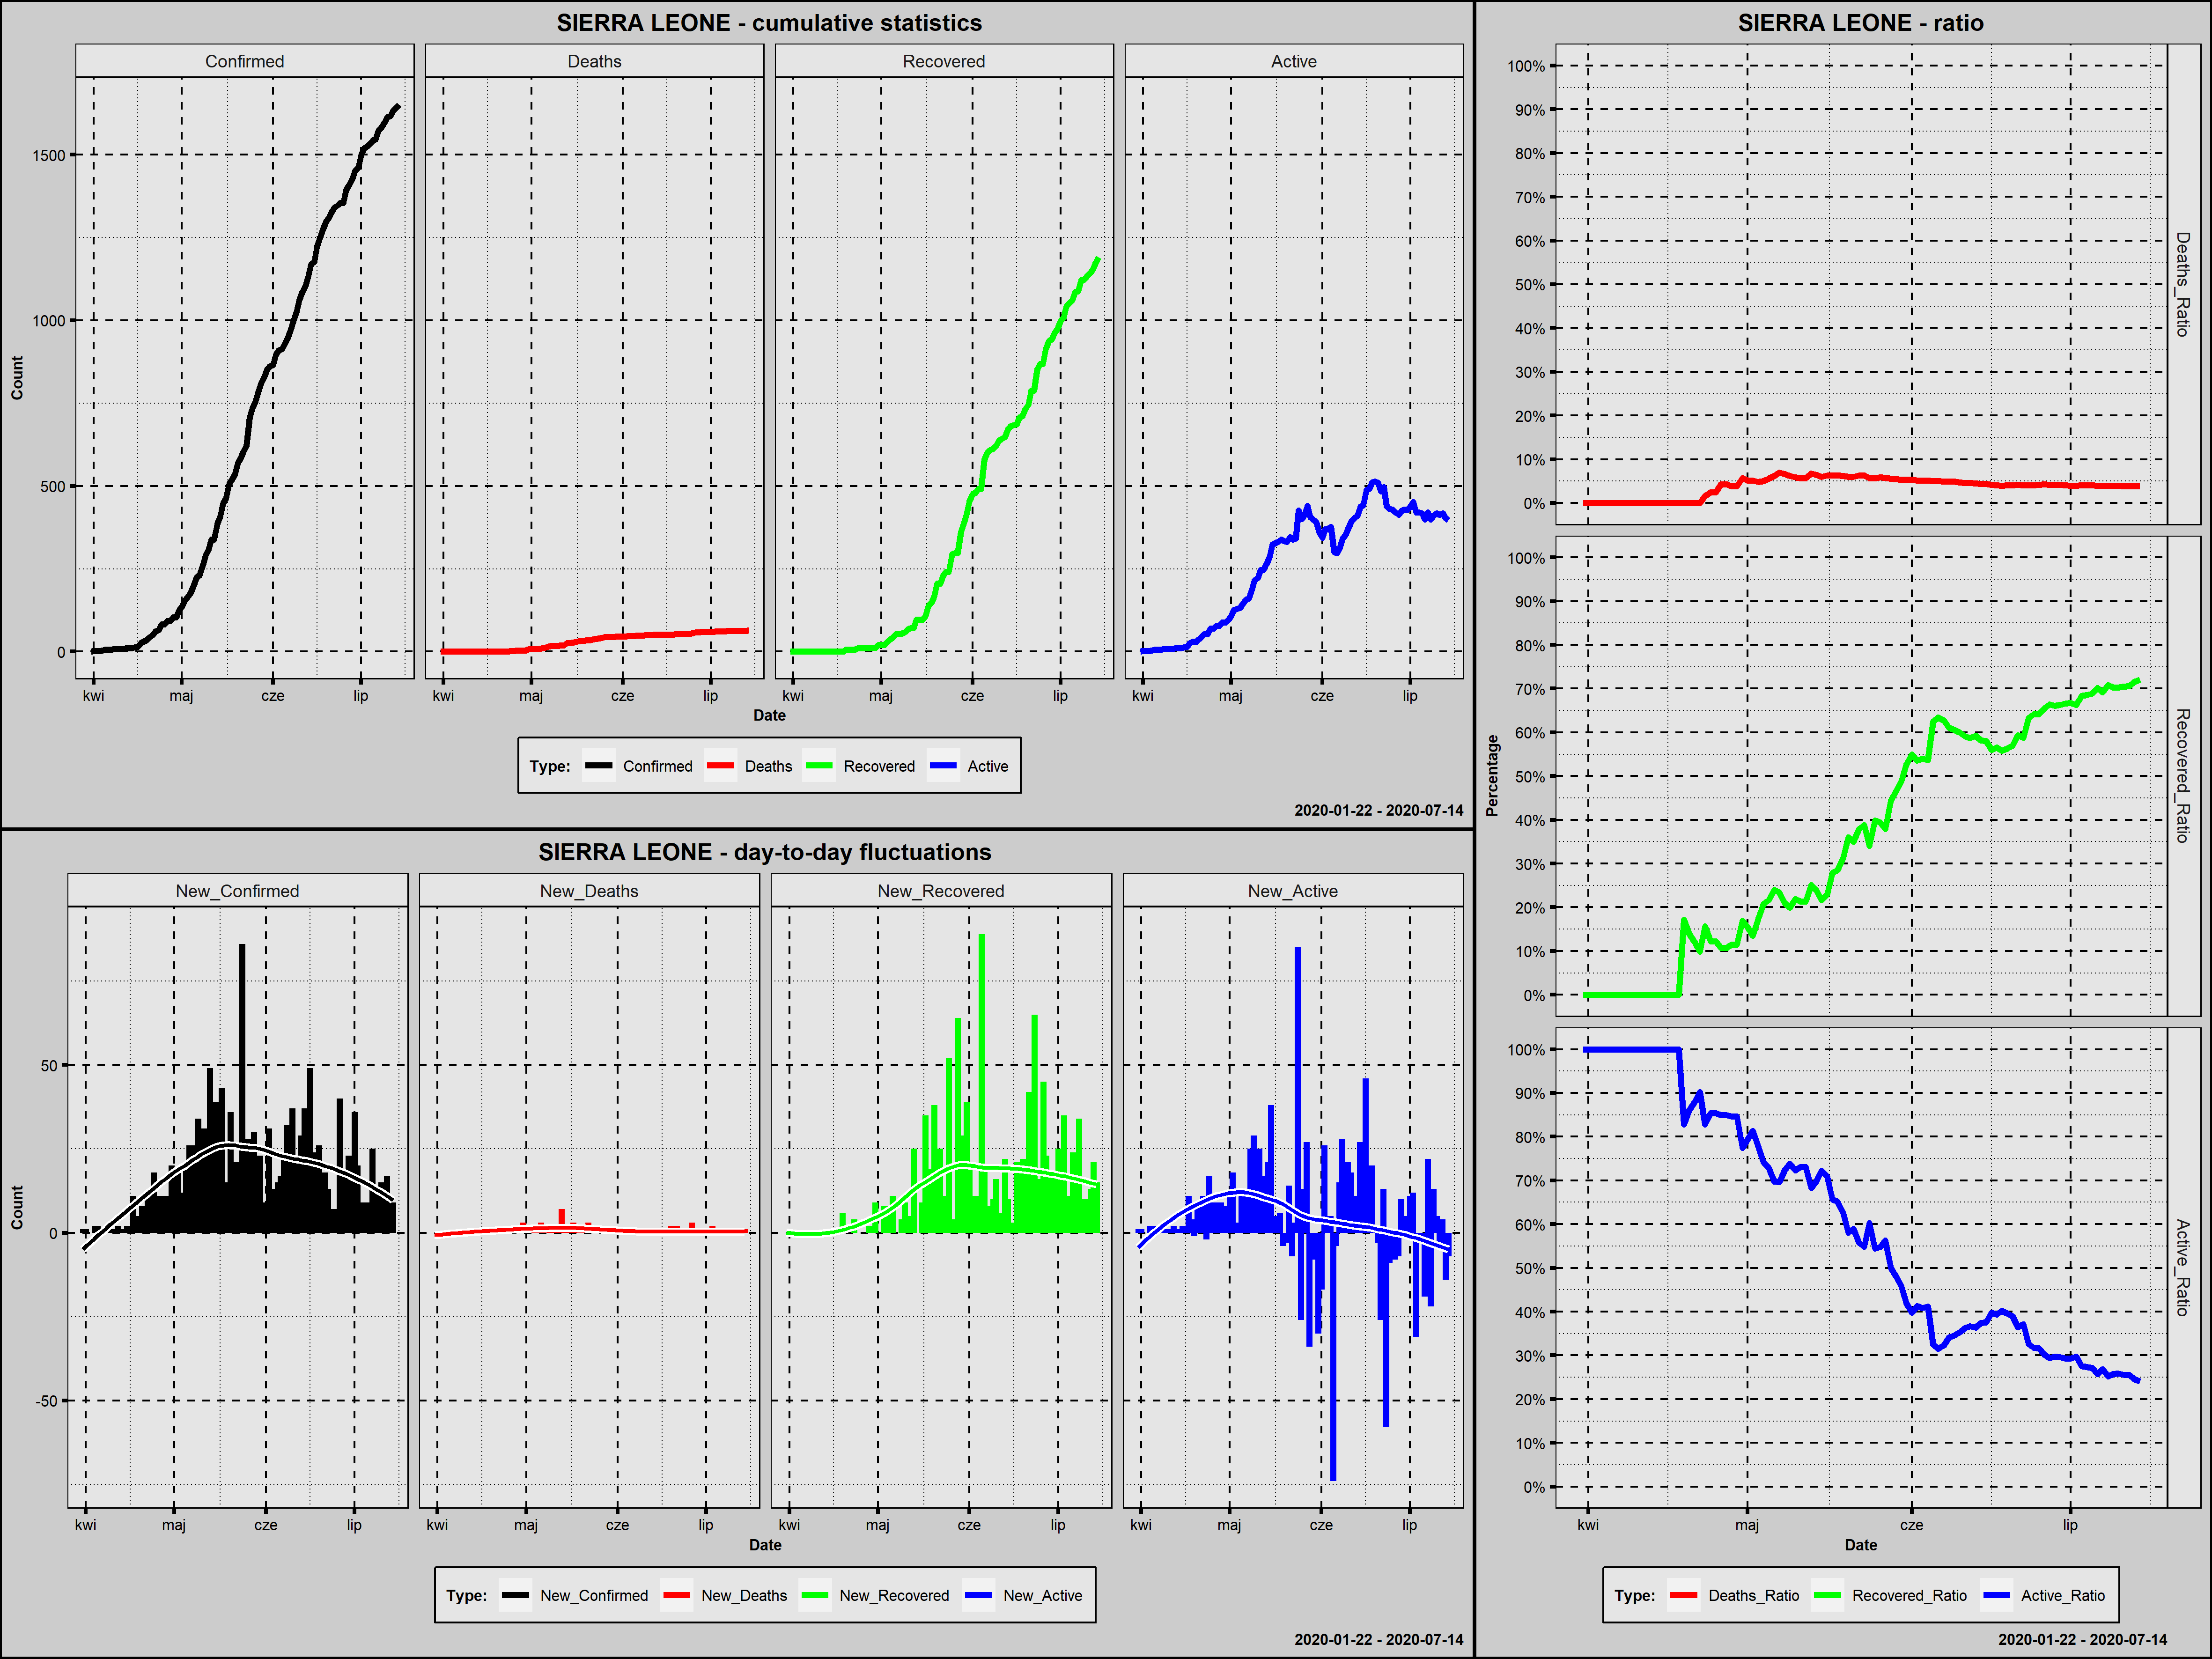 SIERRA LEONE - cumulative statistics
Confirmed Deaths Recovered Active
Count
1500
1000
500
0
kwi maj cze lip kwi maj cze lip kwi maj cze lip kwi maj cze lip
Date
Type: Confirmed Deaths Recovered Active
2020-01-22 - 2020-07-14
SIERRA LEONE - day-to-day fluctuations
New_Confirmed New_Deaths New_Recovered New_Active
Count
50
0
-50
kwi maj cze lip kwi maj cze lip kwi maj cze lip kwi maj cze lip
Date
Type: New_Confirmed New_Deaths New_Recovered New_Active
2020-01-22 - 2020-07-14
SIERRA LEONE - ratio
Percentage
100%
90%
80%
70%
60%
50%
40%
30%
20%
10%
0%
Deaths_Ratio
100%
90%
80%
70%
60%
50%
40%
30%
20%
10%
0%
Recovered_Ratio
100%
90%
80%
70%
60%
50%
40%
30%
20%
10%
0%
Active_Ratio
kwi maj cze lip
Date
Type: Deaths_Ratio Recovered_Ratio Active_Ratio
2020-01-22 - 2020-07-14